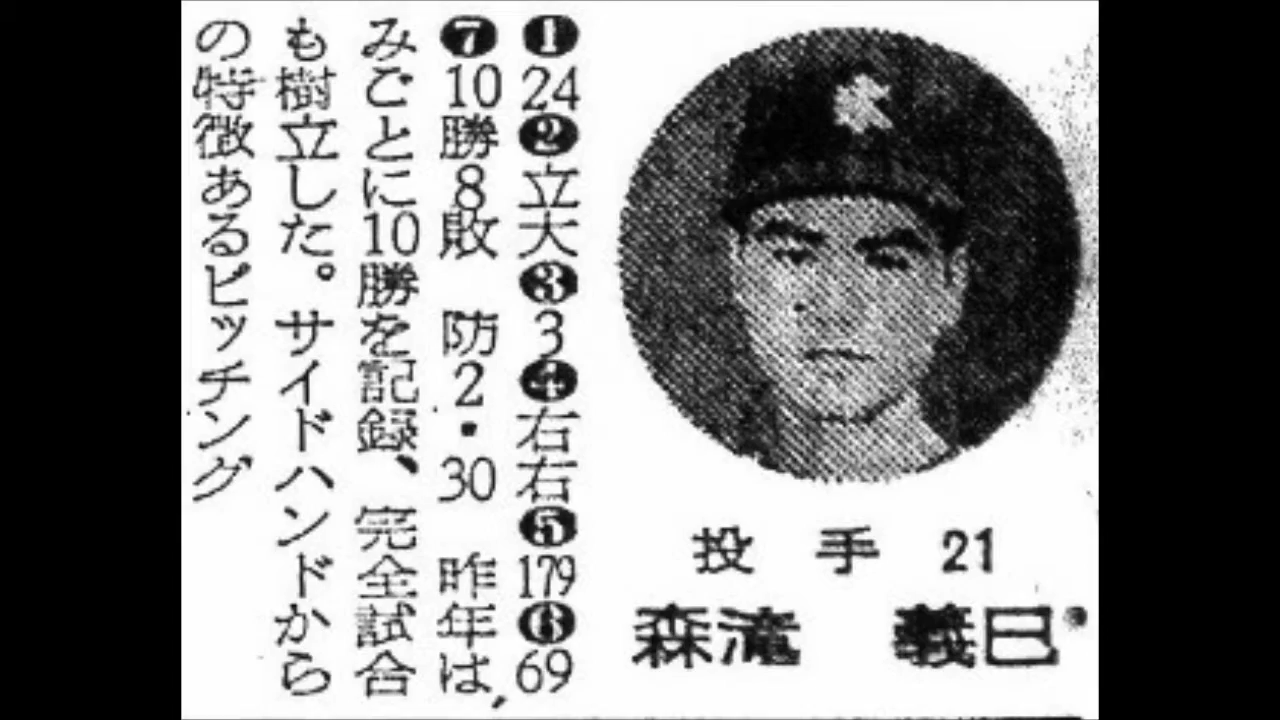 投手 21
森滝 義巳
❶24❷立大❸3❹右右❺179❻69
❼10勝8敗 防2・30 昨年は、
みごとに10勝を記録、完全試合
も樹立した。サイドハンドから
の特徴あるピッチング